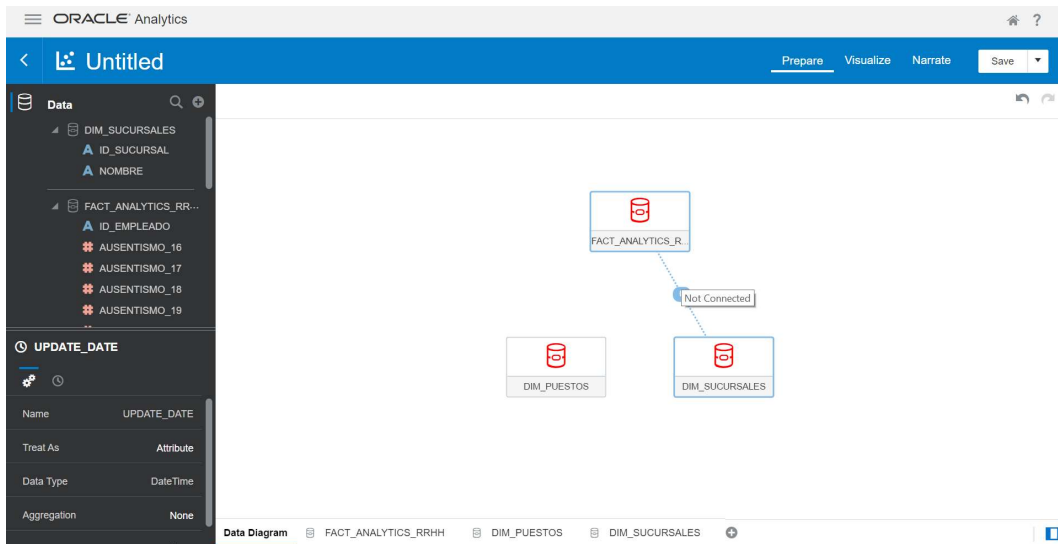 ORACLE Analytics
?
Untitled
Prepare
Visualize
Narrate
Save
Data
DIM_SUCURSALES
A ID_SUCURSAL
A NOMBRE
FACT_ANALYTICS_RR...
A ID_EMPLEADO
# AUSENTISMO_16
# AUSENTISMO_17
# AUSENTISMO_18
# AUSENTISMO_19
UPDATE_DATE
Name UPDATE_DATE
Treat As Attribute
Data Type DateTime
Aggregation None
FACT_ANALYTICS_R...
Not Connected
DIM_PUESTOS
DIM_SUCURSALES
Data Diagram FACT_ANALYTICS_RRHH DIM_PUESTOS DIM_SUCURSALES